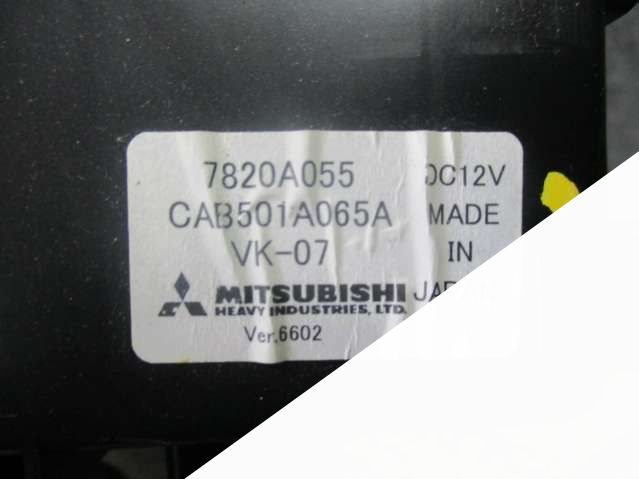 7820A055 DC12V
CAB501A065A MADE
VK-07 IN
MITSUBISHI
HEAVY INDUSTRIES, LTD.
Ver.6602